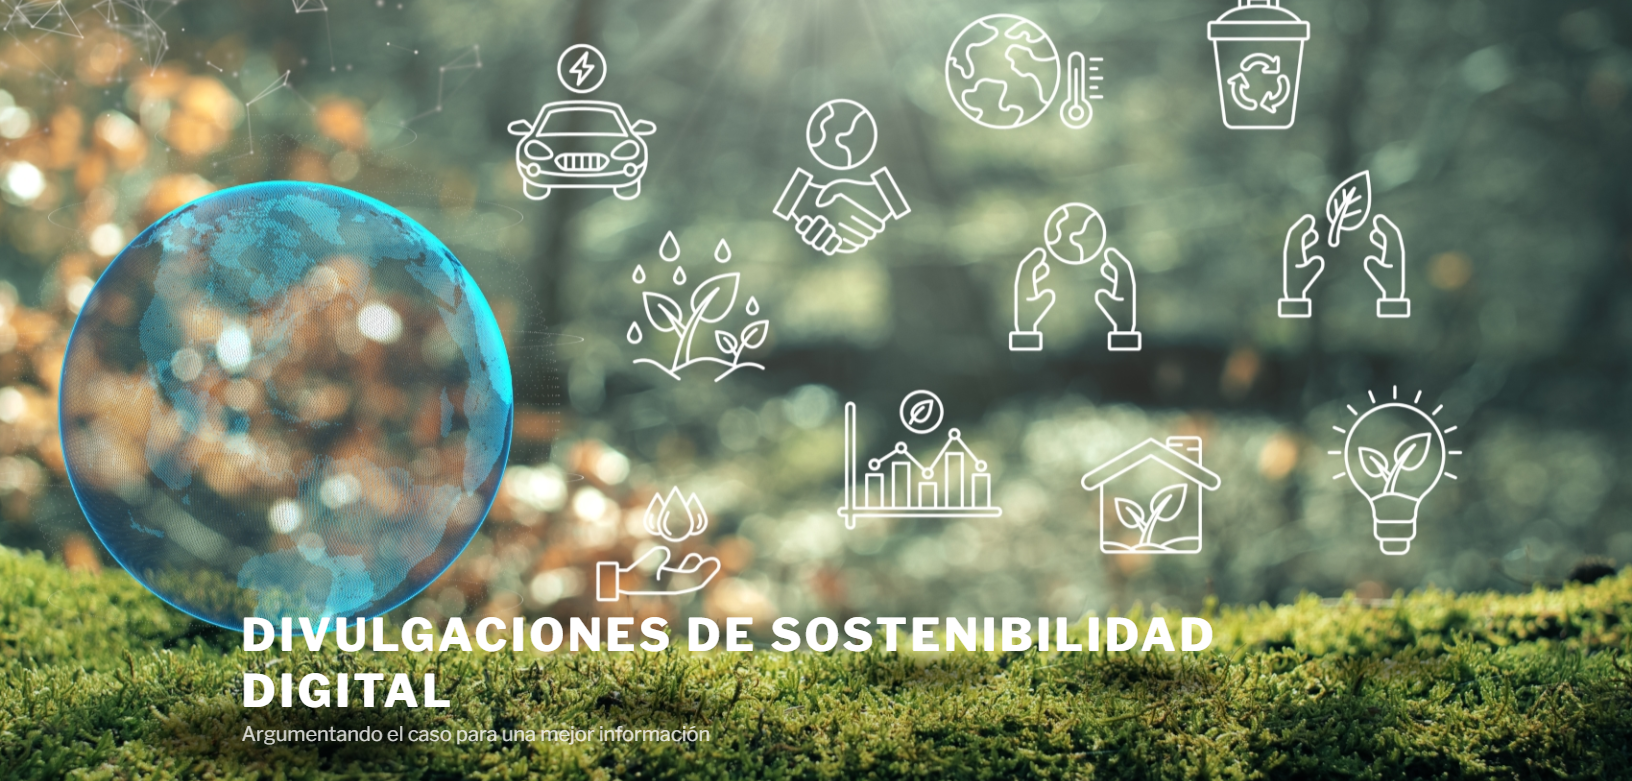 DIVULGACIONES DE SOSTENIBILIDAD
DIGITAL
Argumentando el caso para una mejor información